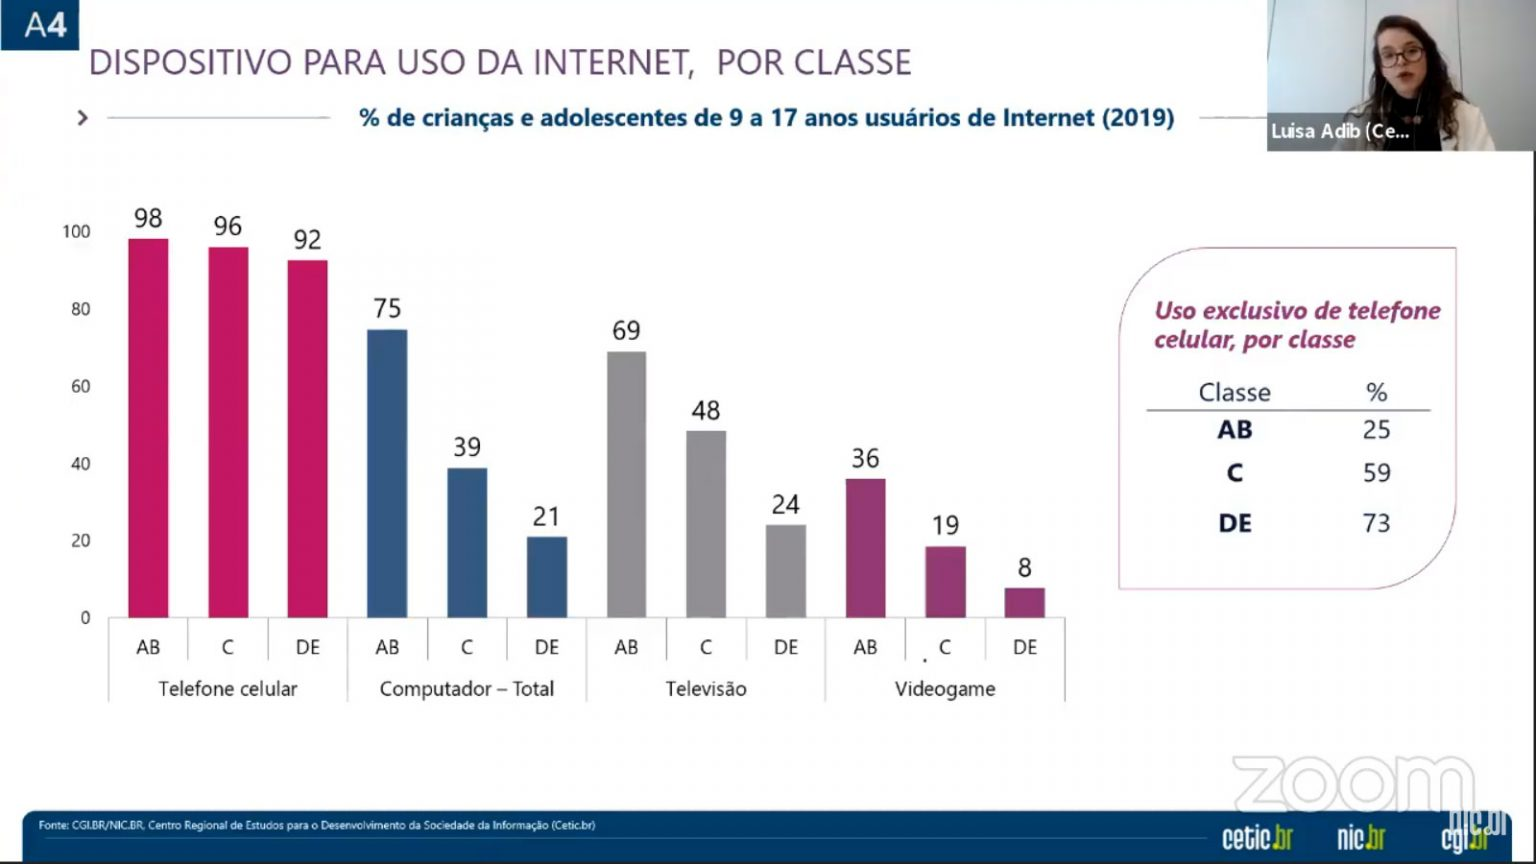 A4
DISPOSITIVO PARA USO DA INTERNET, POR CLASSE
% de crianças e adolescentes de 9 a 17 anos usuários de Internet (2019)
Luisa Adib (Ce...
100
80
60
40
20
0
98
96
92
75
39
21
69
48
24
36
19
8
AB C DE AB C DE AB C DE AB C DE
Telefone celular Computador – Total Televisão Videogame
Uso exclusivo de telefone
celular, por classe
Classe %
AB 25
C 59
DE 73
zoom
nic.br
Fonte: CGI.BR/NIC.BR, Centro Regional de Estudos para o Desenvolvimento da Sociedade da Informação (Cetic.br)
cetic.br nic.br cgi.br